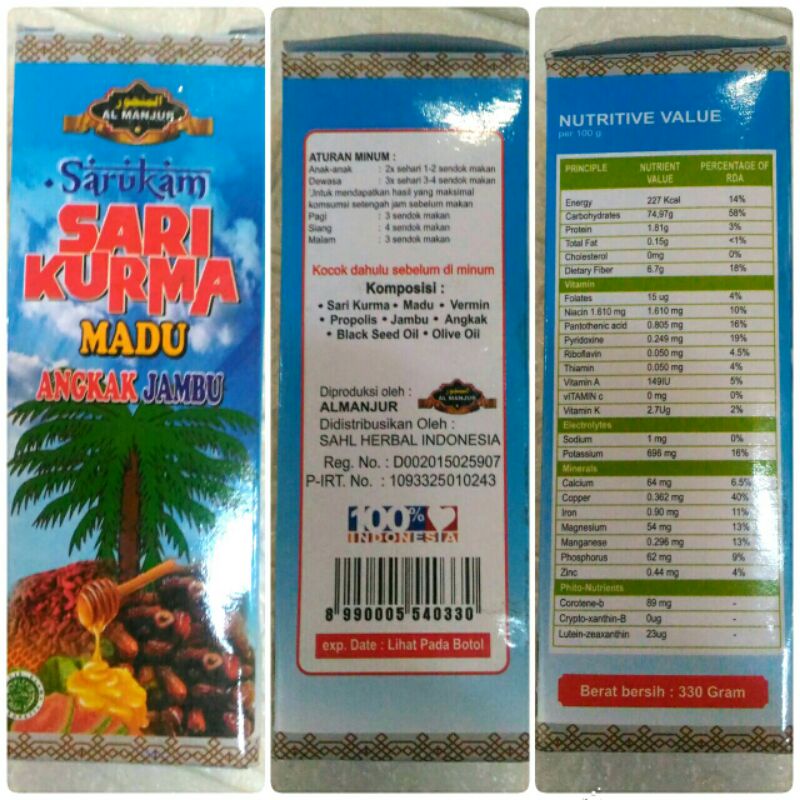 المنصور
AL MANJUR
Sarukam
SARI
KURMA
MADU
ANGKAK JAMBU
ATURAN MINUM :
Anak-anak : 2x sehari 1-2 sendok makan
Dewasa : 3x sehari 3-4 sendok makan
Untuk mendapatkan hasil yang maksimal
komsumsi setengah jam sebelum makan
Pagi : 3 sendok makan
Siang : 4 sendok makan
Malam : 3 sendok makan
Kocok dahulu sebelum di minum
Komposisi :
• Sari Kurma • Madu • Vermin
• Propolis • Jambu • Angkak
• Black Seed Oil • Olive Oil
Diproduksi oleh :
ALMANJUR
AL MANJUR
Didistribusikan Oleh :
SAHL HERBAL INDONESIA
Reg. No. : D002015025907
P-IRT. No. : 1093325010243
100%
INDONESIA
8 990005 540330
exp. Date : Lihat Pada Botol
NUTRITIVE VALUE
per 100 g
PRINCIPLE NUTRIENT VALUE PERCENTAGE OF RDA
Energy 227 Kcal 14%
Carbohydrates 74,97g 58%
Protein 1.81g 3%
Total Fat 0.15g <1%
Cholesterol 0mg 0%
Dietary Fiber 6.7g 18%
Vitamin
Folates 15 ug 4%
Niacin 1.610 mg 1.610 mg 10%
Pantothenic acid 0.805 mg 16%
Pyridoxine 0.249 mg 19%
Riboflavin 0.050 mg 4.5%
Thiamin 0.050 mg 4%
Vitamin A 149IU 5%
vITAMIN c 0 mg 0%
Vitamin K 2.7Ug 2%
Electrolytes
Sodium 1 mg 0%
Potassium 696 mg 16%
Minerals
Calcium 64 mg 6.5%
Copper 0.362 mg 40%
Iron 0.90 mg 11%
Magnesium 54 mg 13%
Manganese 0.296 mg 13%
Phosphorus 62 mg 9%
Zinc 0.44 mg 4%
Phito-Nutrients
Corotene-b 89 mg -
Crypto-xanthin-B 0ug -
Lutein-zeaxanthin 23ug -
Berat bersih : 330 Gram